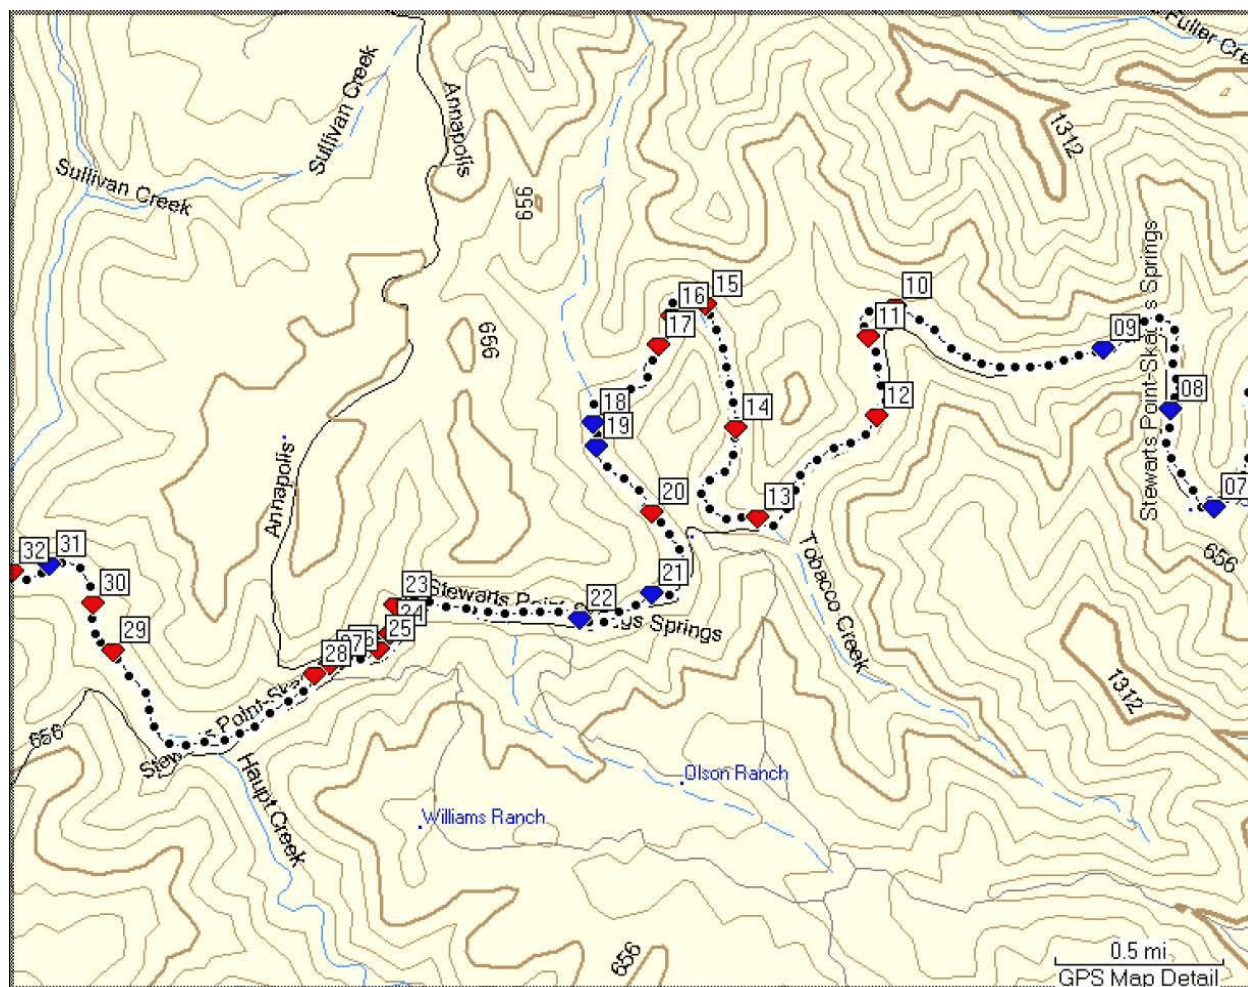 Fuller Cre
Sullivan Creek
Annapolis
1312
Sullivan Creek
656
Stewarts Point-Skaggs Springs
15
16
10
17
11
09
656
18
14
12
08
19
Annapolis
20
13
07
656
32
31
30
23
21
Tobacco Creek
Stewarts Point
22
gs Springs
24
29
25
28
1312
Stewarts Point-Ska
656
Haupt Creek
Olson Ranch
Williams Ranch
656
0.5 mi
GPS Map Detail